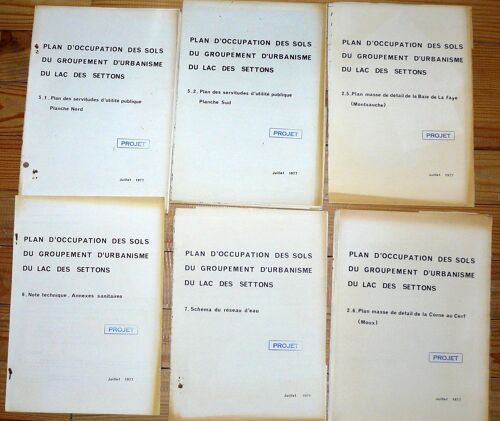 PLAN D'OCCUPATION DES SOLS
DU GROUPEMENT D'URBANISME
DU LAC DES SETTONS
5.1. Plan des servitudes d'utilité publique
Planche Nord
PROJET
Juillet 1977
PLAN D'OCCUPATION DES SOLS
DU GROUPEMENT D'URBANISME
DU LAC DES SETTONS
5.2. Plan des servitudes d'utilité publique
Planche Sud
PROJET
Juillet 1977
PLAN D'OCCUPATION DES SOLS
DU GROUPEMENT D'URBANISME
DU LAC DES SETTONS
2.5. Plan masse de détail de la Baie de La Faye
(Montsauche)
PROJET
Juillet 1977
PLAN D'OCCUPATION DES SOLS
DU GROUPEMENT D'URBANISME
DU LAC DES SETTONS
6. Note technique. Annexes sanitaires
PROJET
Juillet 1977
PLAN D'OCCUPATION DES SOLS
DU GROUPEMENT D'URBANISME
DU LAC DES SETTONS
7. Schéma du réseau d'eau
PROJET
Juillet 1977
PLAN D'OCCUPATION DES SOLS
DU GROUPEMENT D'URBANISME
DU LAC DES SETTONS
2.6. Plan masse de détail de la Corne au Cerf
(Moux)
PROJET
Juillet 1977